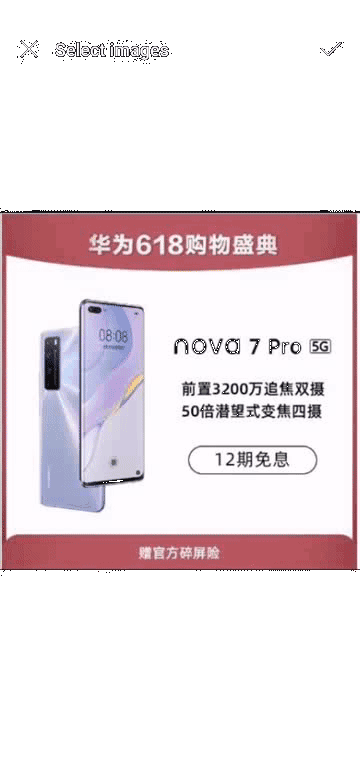 Select images
华为618购物盛典
08:08
nova 7 Pro 5G
前置3200万追焦双摄
50倍潜望式变焦四摄
12期免息
赠官方碎屏险